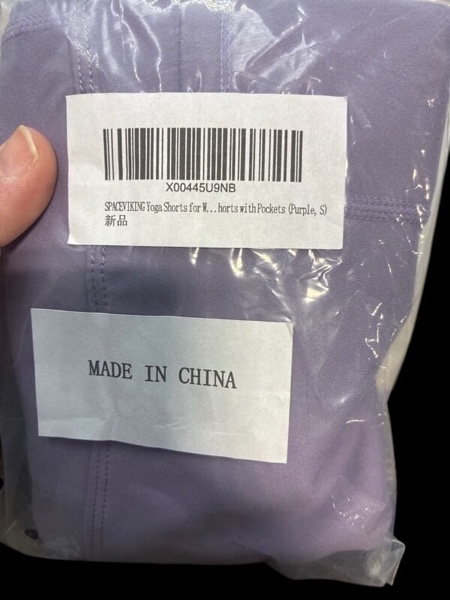 X00445U9NB
SPACEVIKING Yoga Shorts for W...horts with Pockets (Purple, S)
新品
MADE IN CHINA